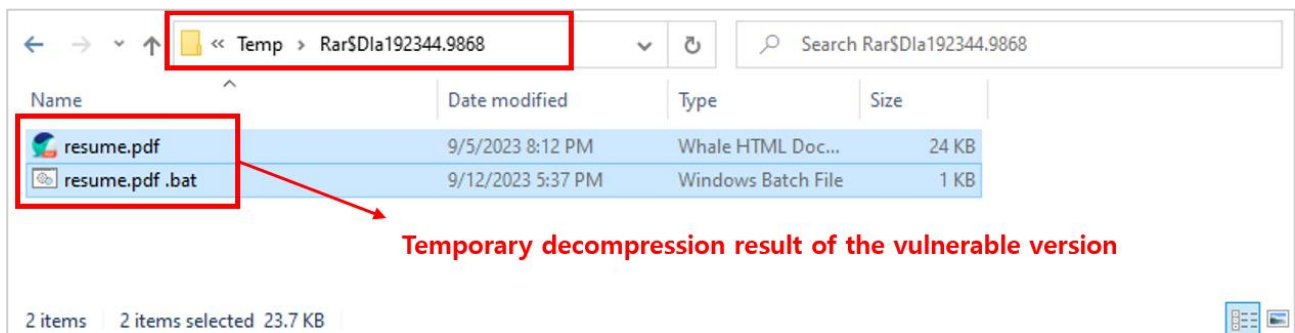 « Temp > Rar$DIa192344.9868 Search Rar$DIa192344.9868
Name Date modified Type Size
resume.pdf 9/5/2023 8:12 PM Whale HTML Doc... 24 KB
resume.pdf .bat 9/12/2023 5:37 PM Windows Batch File 1 KB
Temporary decompression result of the vulnerable version
2 items 2 items selected 23.7 KB